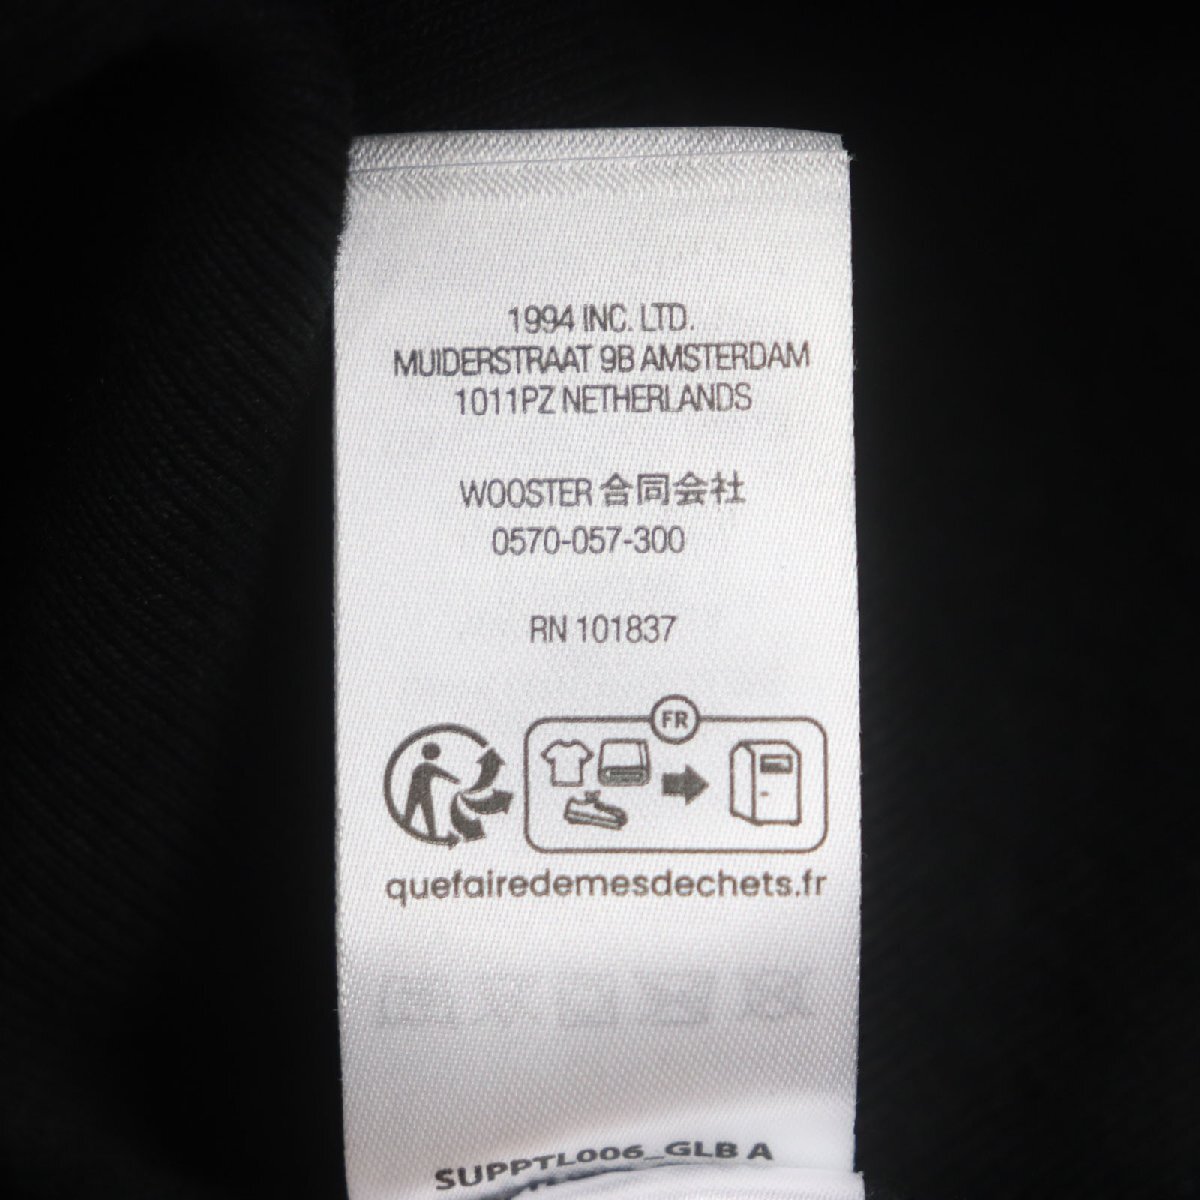 1994 INC. LTD.
MUIDERSTRAAT 9B AMSTERDAM
1011PZ NETHERLANDS
WOOSTER 合同会社
0570-057-300
RN 101837
FR
quefairedemesdechets.fr
SUPPTL006_GLB A